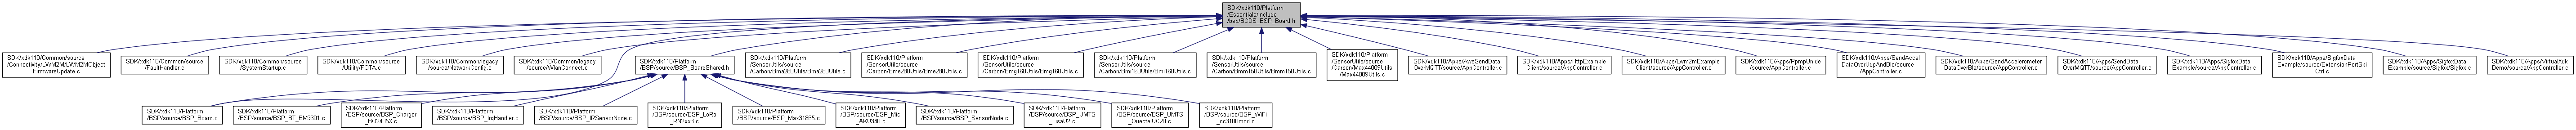 SDK/xdk110/Platform
/Essentials/include
/bsp/BCDS_BSP_Board.h
SDK/xdk110/Common/source
/Connectivity/LWM2M/LWM2MObject
FirmwareUpdate.c
SDK/xdk110/Common/source
/FaultHandler.c
SDK/xdk110/Common/source
/SystemStartup.c
SDK/xdk110/Common/source
/Utility/FOTA.c
SDK/xdk110/Common/legacy
/source/NetworkConfig.c
SDK/xdk110/Common/legacy
/source/WlanConnect.c
SDK/xdk110/Platform
/BSP/source/BSP_BoardShared.h
SDK/xdk110/Platform
/SensorUtils/source
/Carbon/Bma280Utils/Bma280Utils.c
SDK/xdk110/Platform
/SensorUtils/source
/Carbon/Bme280Utils/Bme280Utils.c
SDK/xdk110/Platform
/SensorUtils/source
/Carbon/Bmg160Utils/Bmg160Utils.c
SDK/xdk110/Platform
/SensorUtils/source
/Carbon/Bmi160Utils/Bmi160Utils.c
SDK/xdk110/Platform
/SensorUtils/source
/Carbon/Bmm150Utils/Bmm150Utils.c
SDK/xdk110/Platform
/SensorUtils/source
/Carbon/Max44009Utils
/Max44009Utils.c
SDK/xdk110/Apps/AwsSendData
OverMQTT/source/AppController.c
SDK/xdk110/Apps/HttpExample
Client/source/AppController.c
SDK/xdk110/Apps/Lwm2mExample
Client/source/AppController.c
SDK/xdk110/Apps/PpmpUnide
/source/AppController.c
SDK/xdk110/Apps/SendAccel
DataOverUdpAndBle/source
/AppController.c
SDK/xdk110/Apps/SendAccelerometer
DataOverBle/source/AppController.c
SDK/xdk110/Apps/SendData
OverMQTT/source/AppController.c
SDK/xdk110/Apps/SigfoxData
Example/source/AppController.c
SDK/xdk110/Apps/SigfoxData
Example/source/ExtensionPortSpi
Ctrl.c
SDK/xdk110/Apps/SigfoxData
Example/source/Sigfox/Sigfox.c
SDK/xdk110/Apps/VirtualXdk
Demo/source/AppController.c
SDK/xdk110/Platform
/BSP/source/BSP_Board.c
SDK/xdk110/Platform
/BSP/source/BSP_BT_EM9301.c
SDK/xdk110/Platform
/BSP/source/BSP_Charger
_BQ2405X.c
SDK/xdk110/Platform
/BSP/source/BSP_IrqHandler.c
SDK/xdk110/Platform
/BSP/source/BSP_IRSensorNode.c
SDK/xdk110/Platform
/BSP/source/BSP_LoRa
_RN2xx3.c
SDK/xdk110/Platform
/BSP/source/BSP_Max31865.c
SDK/xdk110/Platform
/BSP/source/BSP_Mic
_AKU340.c
SDK/xdk110/Platform
/BSP/source/BSP_SensorNode.c
SDK/xdk110/Platform
/BSP/source/BSP_UMTS
_LisaU2.c
SDK/xdk110/Platform
/BSP/source/BSP_UMTS
_QuectelUC20.c
SDK/xdk110/Platform
/BSP/source/BSP_WiFi
_cc3100mod.c